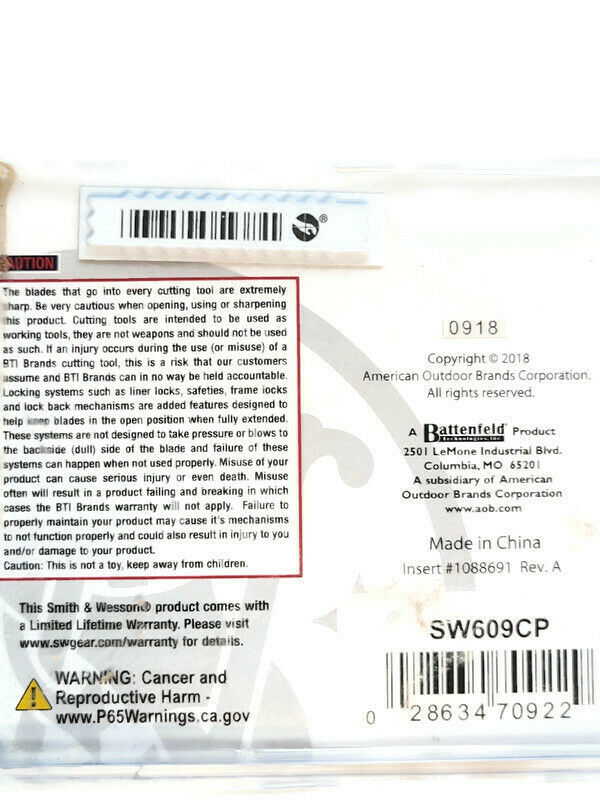 ®
CAUTION
The blades that go into every cutting tool are extremely
sharp. Be very cautious when opening, using or sharpening
this product. Cutting tools are intended to be used as
working tools, they are not weapons and should not be used
as such. If an injury occurs during the use (or misuse) of a
BTI Brands cutting tool, this is a risk that our customers
assume and BTI Brands can in no way be held accountable.
Locking systems such as liner locks, safeties, frame locks
and lock back mechanisms are added features designed to
help keep blades in the open position when fully extended.
These systems are not designed to take pressure or blows to
the backside (dull) side of the blade and failure of these
systems can happen when not used properly. Misuse of your
product can cause serious injury or even death. Misuse
often will result in a product failing and breaking in which
cases the BTI Brands warranty will not apply. Failure to
properly maintain your product may cause it's mechanisms
to not function properly and could also result in injury to you
and/or damage to your product.
Caution: This is not a toy, keep away from children.
This Smith & Wesson® product comes with
a Limited Lifetime Warranty. Please visit
www.swgear.com/warranty for details.
WARNING: Cancer and
Reproductive Harm -
www.P65Warnings.ca.gov
0918
Copyright © 2018
American Outdoor Brands Corporation.
All rights reserved.
A Battenfeld Technologies, Inc. Product
2501 LeMone Industrial Blvd.
Columbia, MO 65201
A subsidiary of American
Outdoor Brands Corporation
www.aob.com
Made in China
Insert #1088691 Rev. A
SW609CP
0 28634 70922